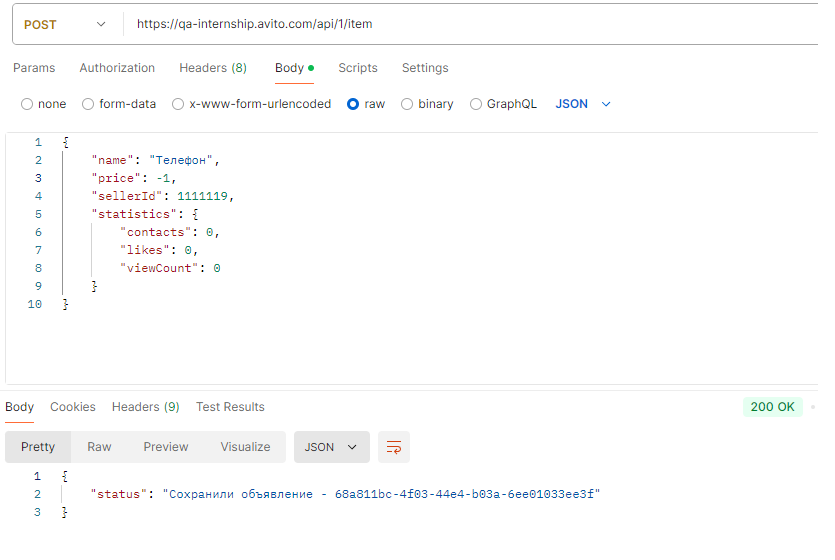 POST https://qa-internship.avito.com/api/1/item
Params Authorization Headers (8) Body Scripts Settings
none form-data x-www-form-urlencoded raw binary GraphQL JSON
1 {
2 "name": "Телефон",
3 "price": -1,
4 "sellerId": 1111119,
5 "statistics": {
6 "contacts": 0,
7 "likes": 0,
8 "viewCount": 0
9 }
10 }
Body Cookies Headers (9) Test Results 200 OK
Pretty Raw Preview Visualize JSON
1 {
2 "status": "Сохранили объявление - 68a811bc-4f03-44e4-b03a-6ee01033ee3f"
3 }